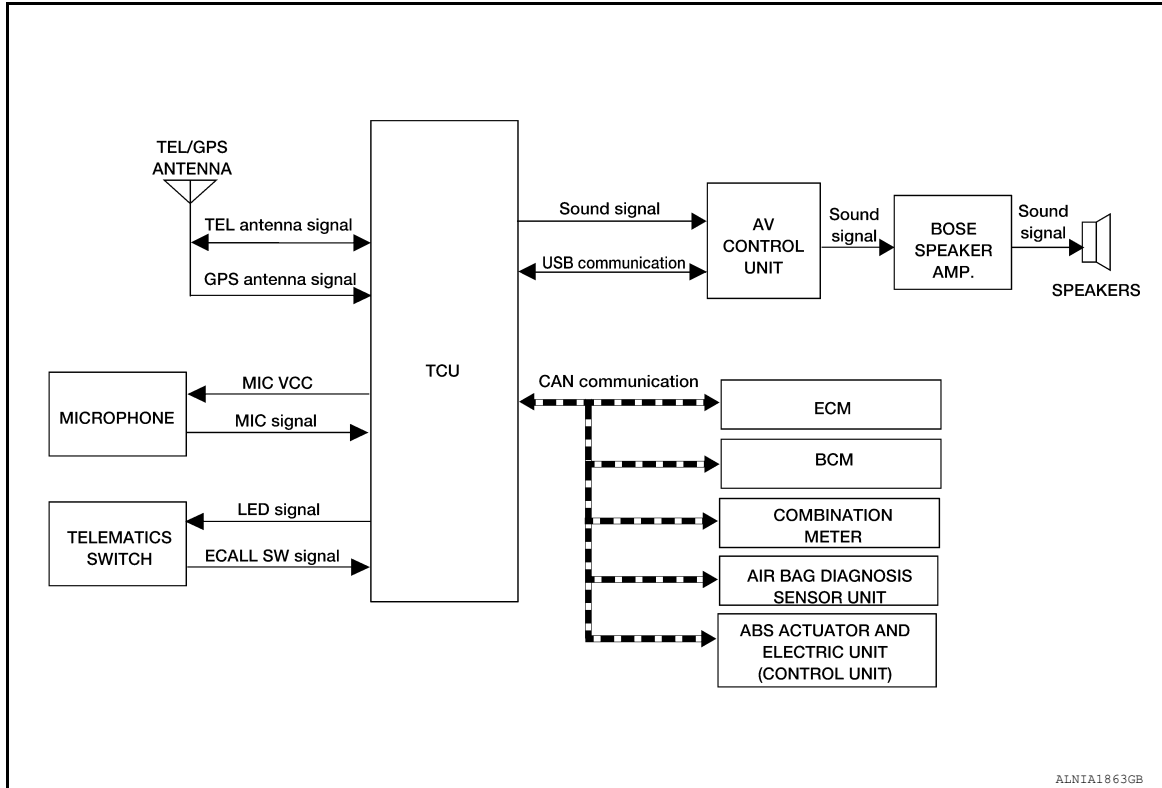 TEL/GPS
ANTENNA
TEL antenna signal
GPS antenna signal
MICROPHONE
MIC VCC
MIC signal
TELEMATICS
SWITCH
LED signal
ECALL SW signal
TCU
Sound signal
USB communication
AV
CONTROL
UNIT
Sound
signal
BOSE
SPEAKER
AMP.
Sound
signal
SPEAKERS
CAN communication
ECM
BCM
COMBINATION
METER
AIR BAG DIAGNOSIS
SENSOR UNIT
ABS ACTUATOR AND
ELECTRIC UNIT
(CONTROL UNIT)
ALNIA1863GB